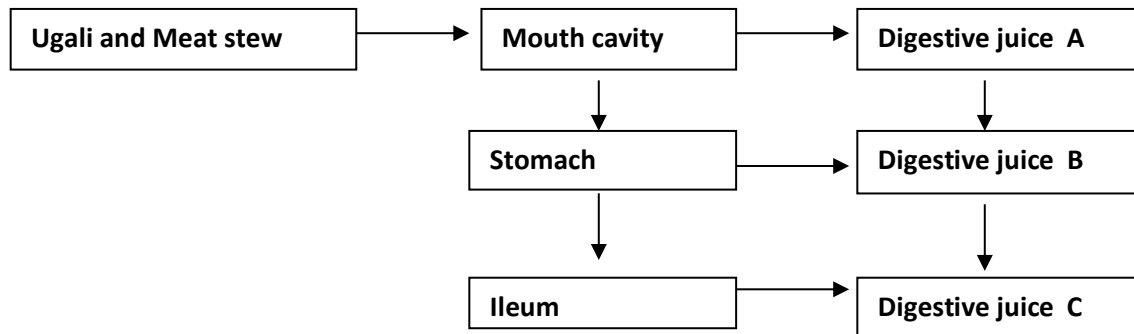 Ugali and Meat stew
Mouth cavity
Digestive juice A
Stomach
Digestive juice B
Ileum
Digestive juice C